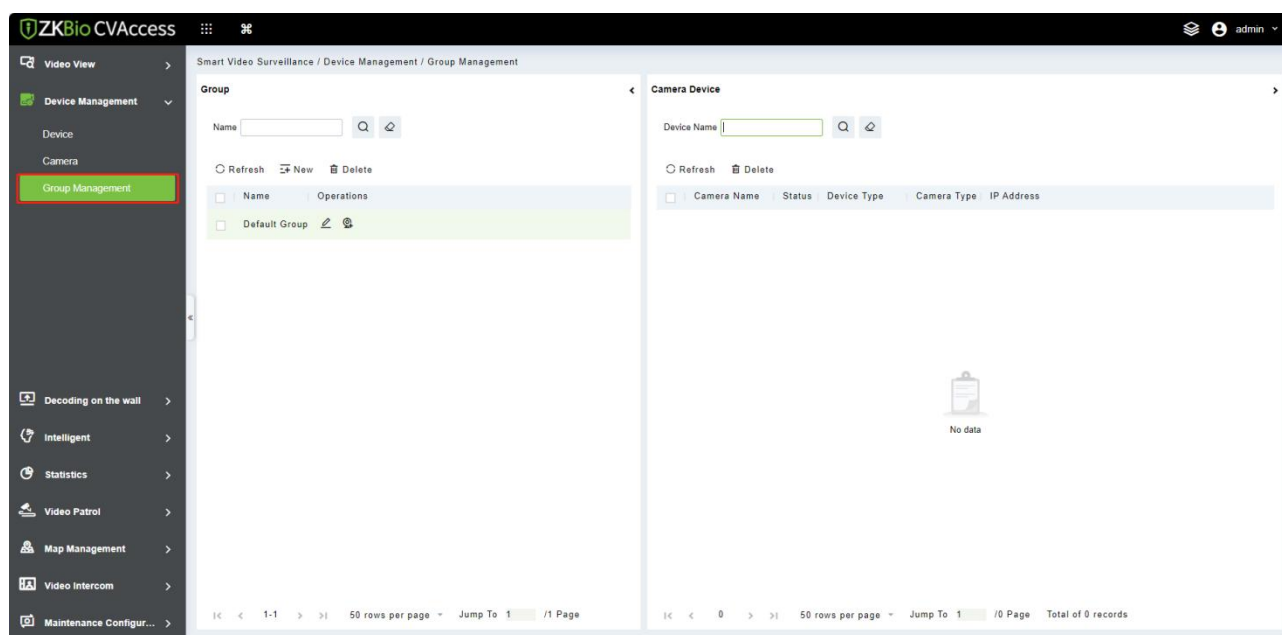 ZKBio CVAccess
admin
Video View
Device Management
Device
Camera
Group Management
Decoding on the wall
Intelligent
Statistics
Video Patrol
Map Management
Video Intercom
Maintenance Configur...
Smart Video Surveillance / Device Management / Group Management
Group
Name
Refresh New Delete
Name Operations
Default Group
1-1 50 rows per page Jump To 1 /1 Page
Camera Device
Device Name
Refresh Delete
Camera Name Status Device Type Camera Type IP Address
No data
0 50 rows per page Jump To 1 /0 Page Total of 0 records